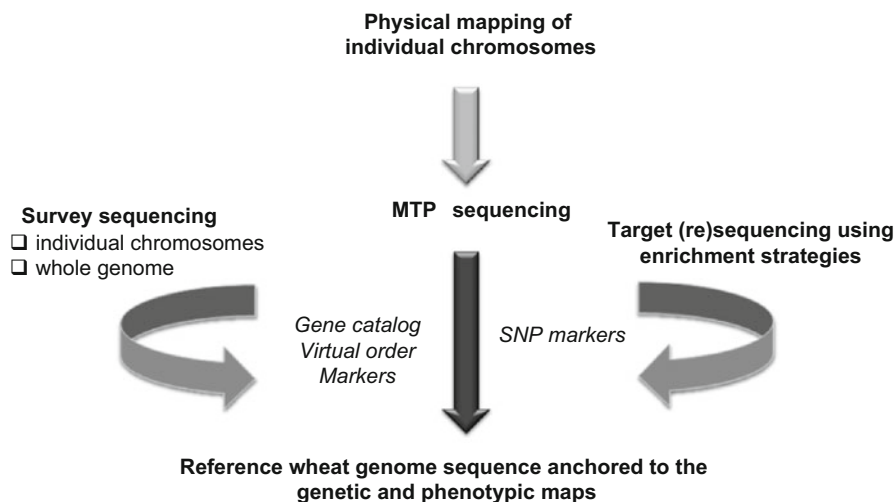 Physical mapping of
individual chromosomes
MTP sequencing
Survey sequencing
❑ individual chromosomes
❑ whole genome
Target (re)sequencing using
enrichment strategies
Gene catalog
Virtual order
Markers
SNP markers
Reference wheat genome sequence anchored to the
genetic and phenotypic maps